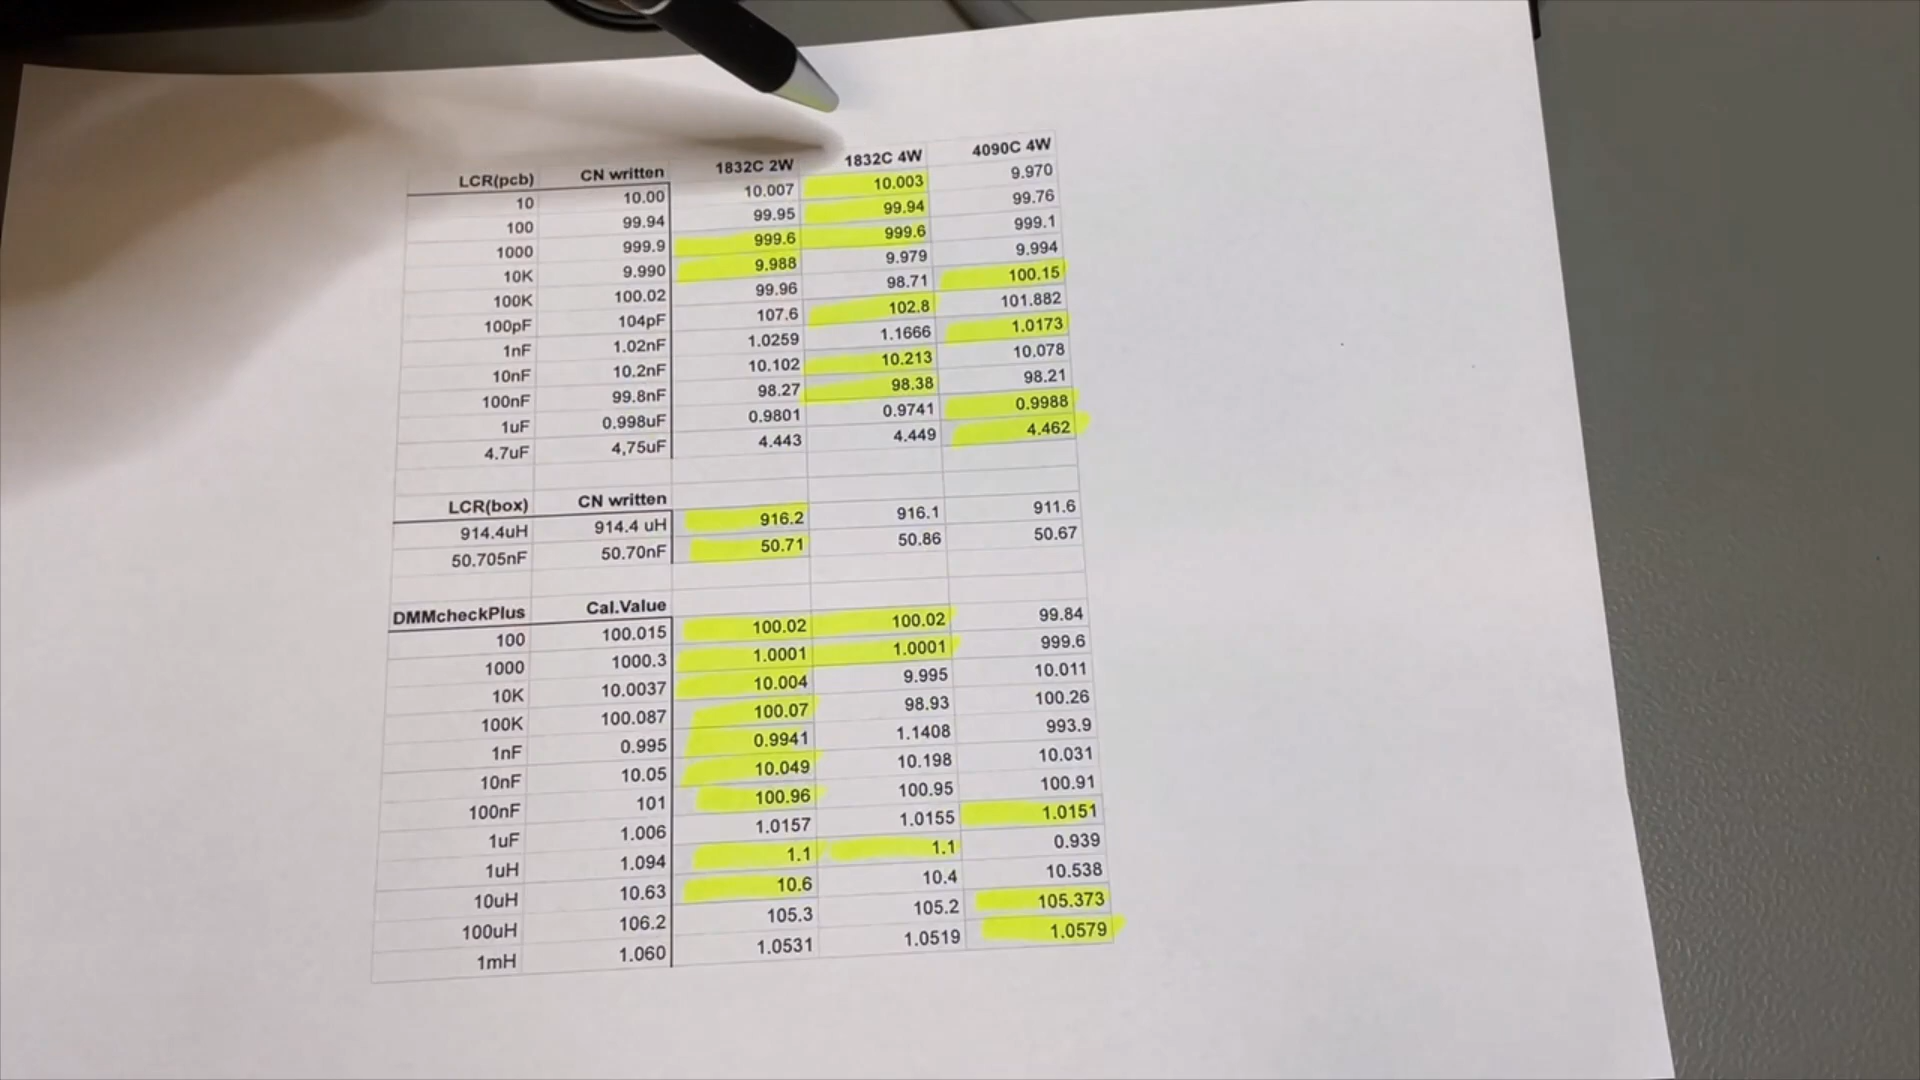 LCR(pcb) CN written 1832C 2W 1832C 4W 4090C 4W
10 10.00 10.007 10.003 9.970
100 99.94 99.95 99.94 99.76
1000 999.9 999.6 999.6 999.1
10K 9.990 9.988 9.979 9.994
100K 100.02 99.96 98.71 100.15
100pF 104pF 107.6 102.8 101.882
1nF 1.02nF 1.0259 1.1666 1.0173
10nF 10.2nF 10.102 10.213 10.078
100nF 99.8nF 98.27 98.38 98.21
1uF 0.998uF 0.9801 0.9741 0.9988
4.7uF 4,75uF 4.443 4.449 4.462
LCR(box) CN written
914.4uH 914.4 uH 916.2 916.1 911.6
50.705nF 50.70nF 50.71 50.86 50.67
DMMcheckPlus Cal.Value
100 100.015 100.02 100.02 99.84
1000 1000.3 1.0001 1.0001 999.6
10K 10.0037 10.004 9.995 10.011
100K 100.087 100.07 98.93 100.26
1nF 0.995 0.9941 1.1408 993.9
10nF 10.05 10.049 10.198 10.031
100nF 101 100.96 100.95 100.91
1uF 1.006 1.0157 1.0155 1.0151
1uH 1.094 1.1 1.1 0.939
10uH 10.63 10.6 10.4 10.538
100uH 106.2 105.3 105.2 105.373
1mH 1.060 1.0531 1.0519 1.0579